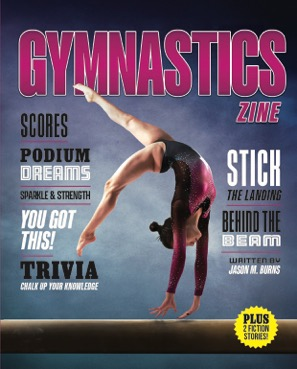 GYMNASTICS
ZINE
SCORES
PODIUM
DREAMS
SPARKLE & STRENGTH
YOU GOT
THIS!
TRIVIA
CHALK UP YOUR KNOWLEDGE
STICK
THE LANDING
BEHIND THE
BEAM
WRITTEN BY
JASON M. BURNS
PLUS
2 FICTION
STORIES!